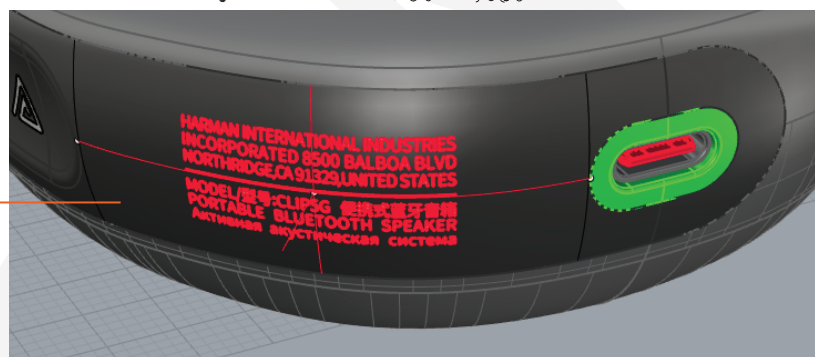 HARMAN INTERNATIONAL INDUSTRIES
INCORPORATED 8500 BALBOA BLVD
NORTHRIDGE,CA 91329,UNITED STATES
MODEL/型号:CLIP5G 便携式蓝牙音箱
PORTABLE BLUETOOTH SPEAKER
Активная акустическая система